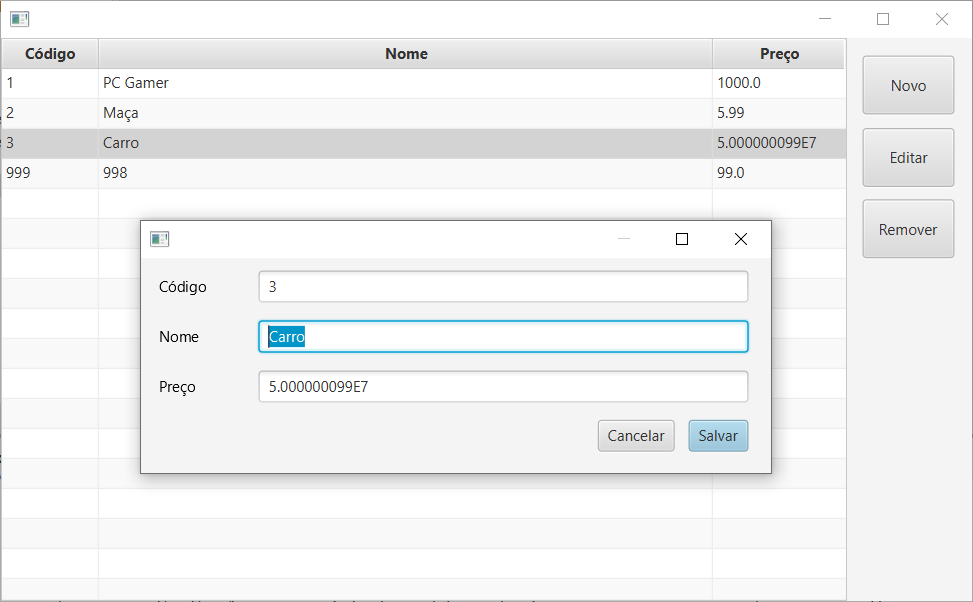 Código Nome Preço
1 PC Gamer 1000.0
2 Maça 5.99
3 Carro 5.000000099E7
999 998 99.0
Novo
Editar
Remover
Código 3
Nome Carro
Preço 5.000000099E7
Cancelar Salvar